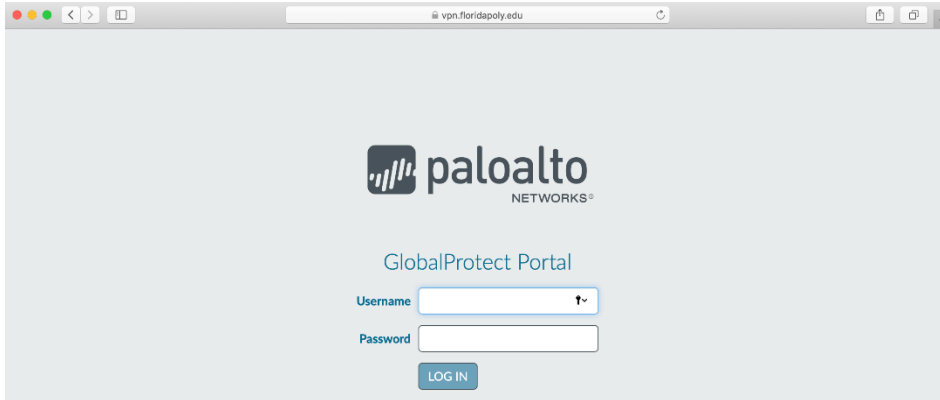 vpn.floridapoly.edu
paloalto
NETWORKS®
GlobalProtect Portal
Username
Password
LOG IN